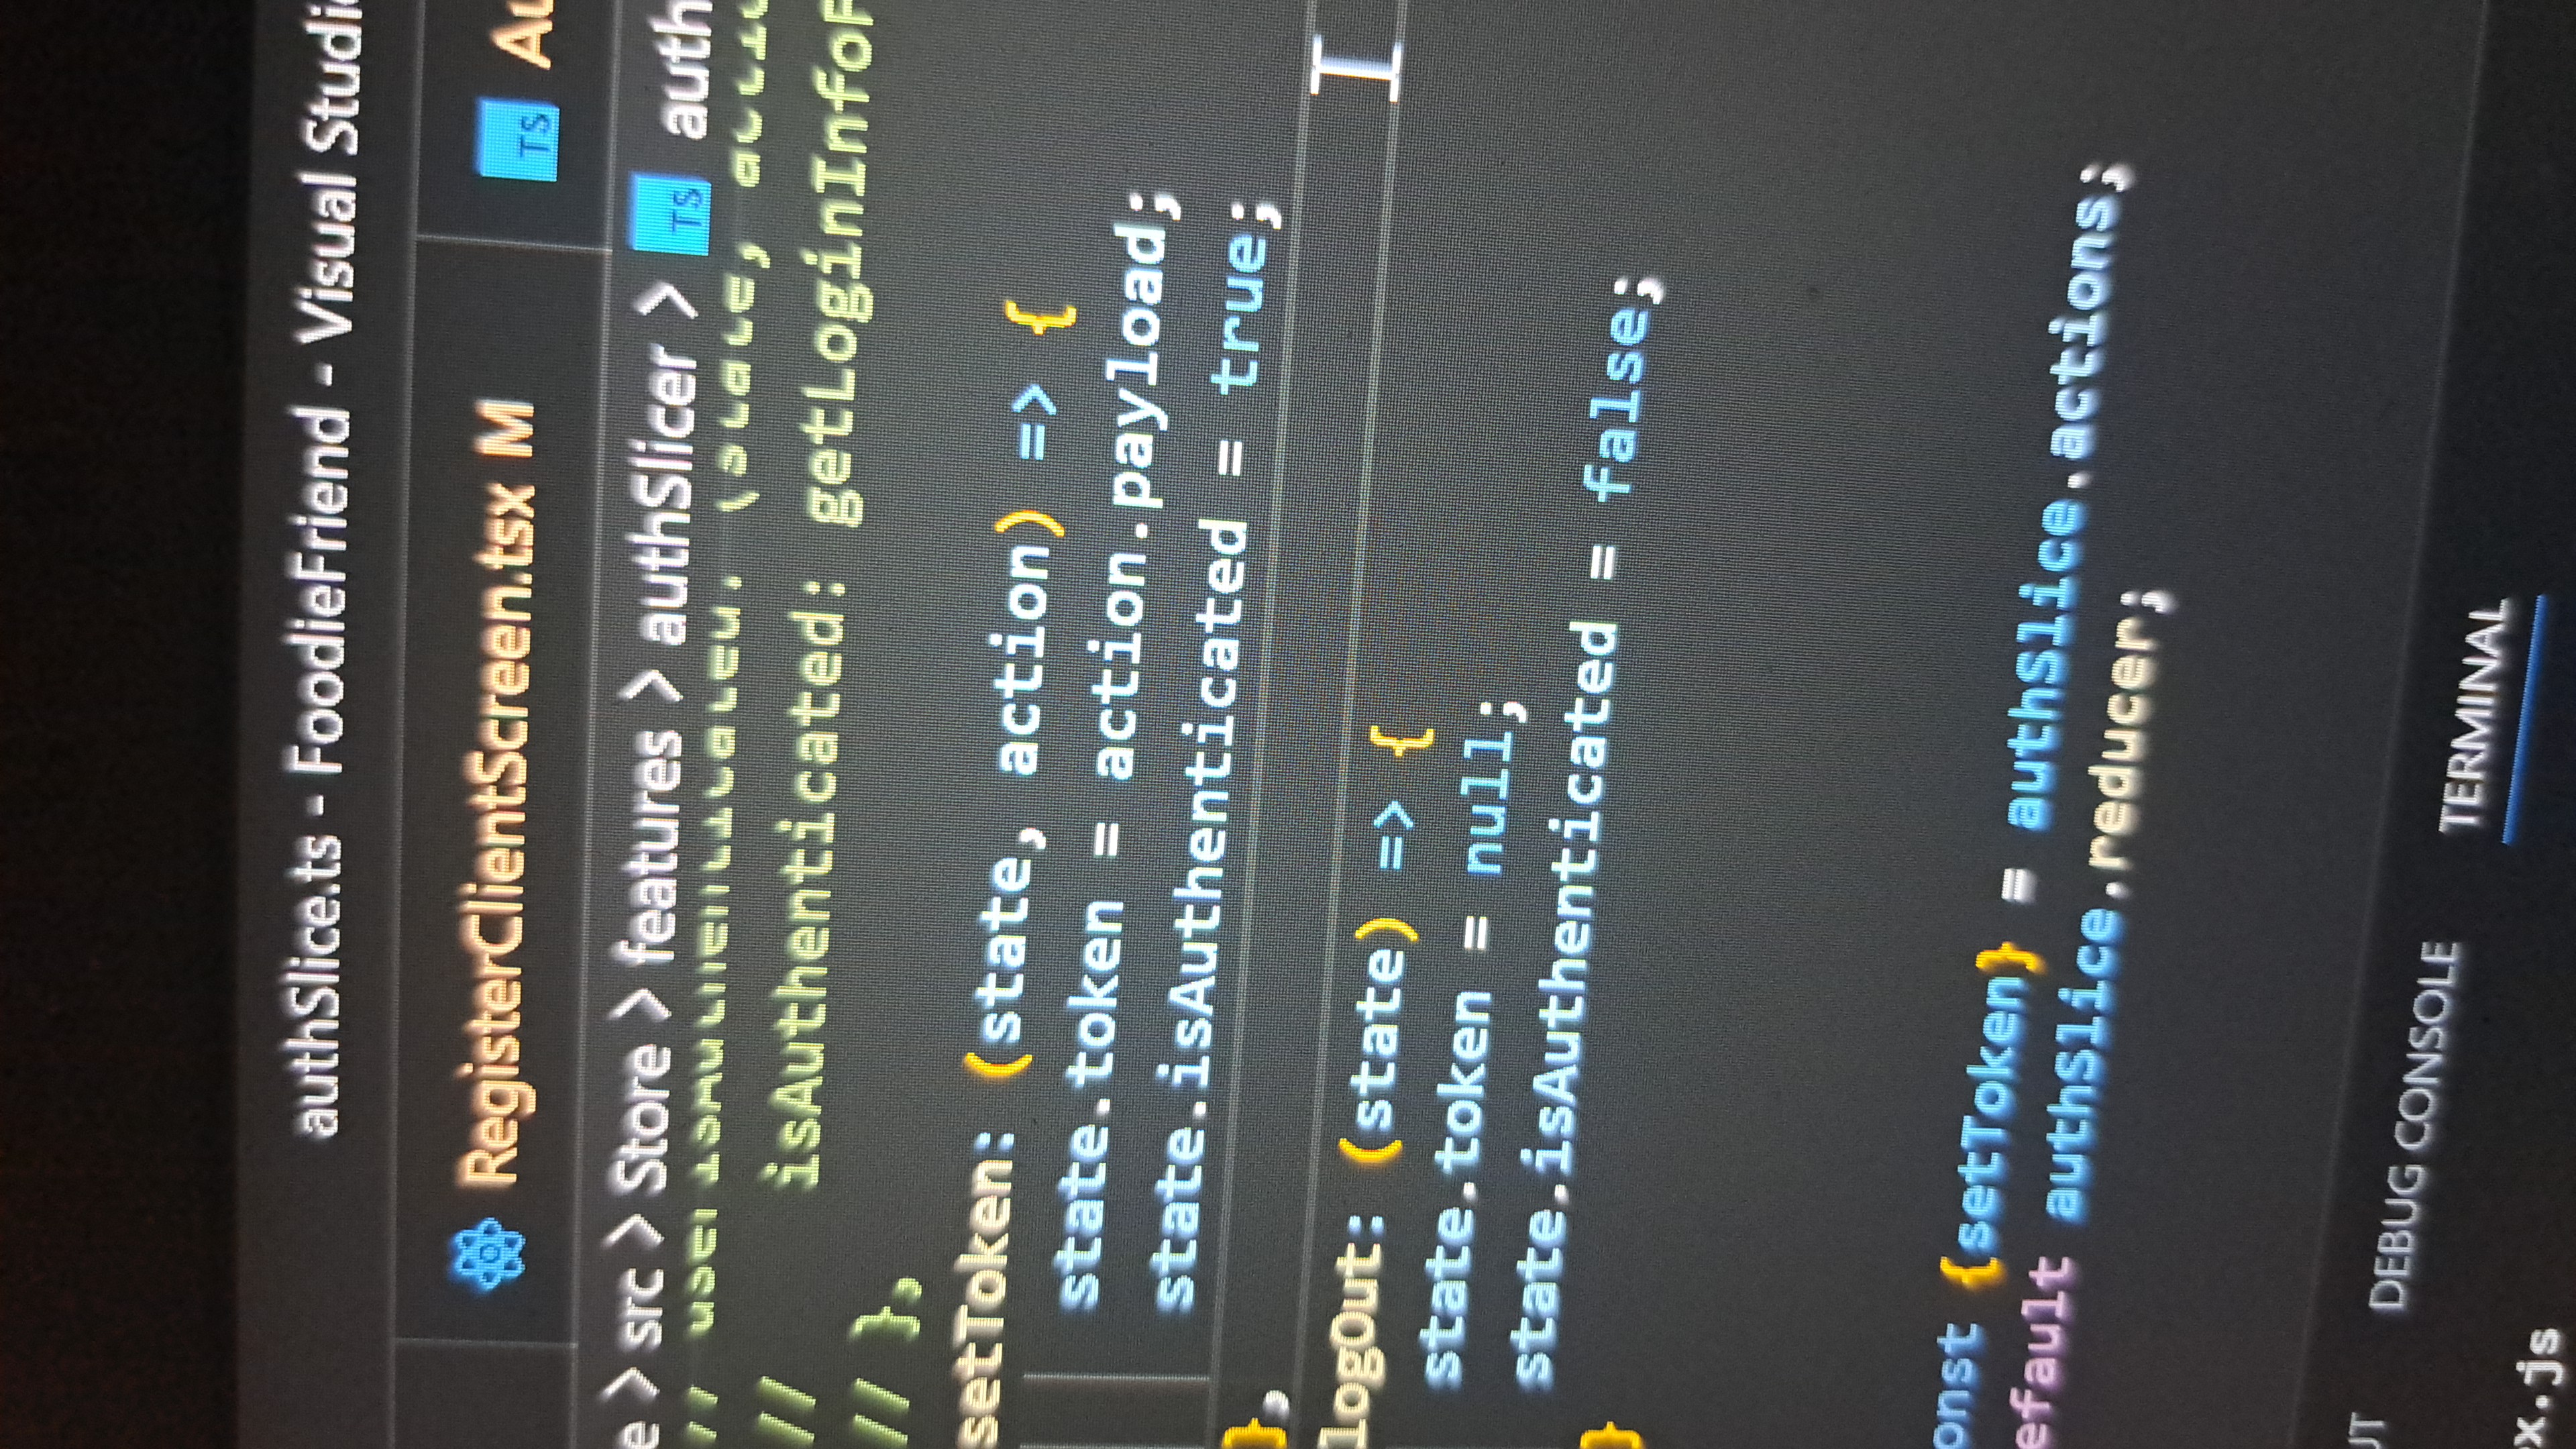 authSlice.ts - FoodieFriend - Visual Studi
RegisterClientScreen.tsx M
TS Au
e > src > Store > features > authSlicer > TS auth
// userisAuthenticated: (state, actio
// isAuthenticated: getLoginInfoF
// },
setToken: (state, action) => {
state.token = action.payload;
state.isAuthenticated = true;
},
logOut: (state) => {
state.token = null;
state.isAuthenticated = false;
}
onst {setToken} = authSlice.actions;
efault authSlice.reducer;
UT DEBUG CONSOLE TERMINAL
x.js